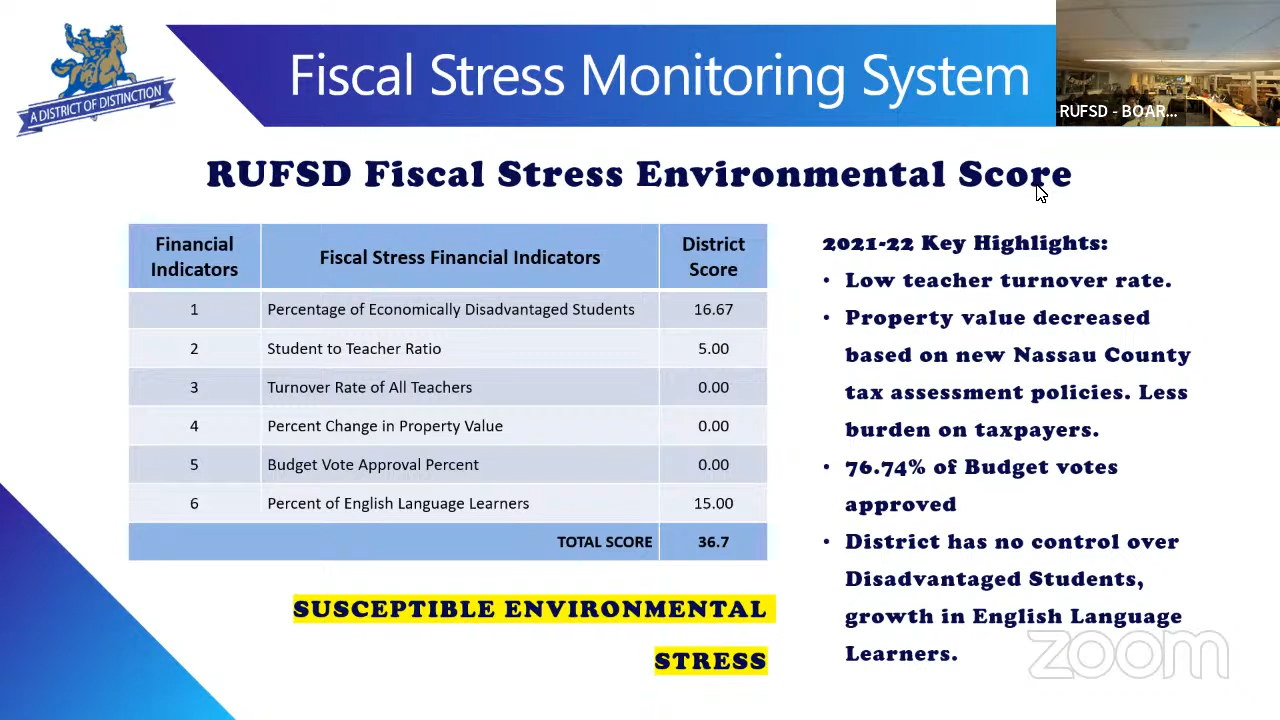 Fiscal Stress Monitoring System
A DISTRICT OF DISTINCTION
RUFSD - BOAR...
RUFSD Fiscal Stress Environmental Score
Financial Indicators
Fiscal Stress Financial Indicators
District Score
1 Percentage of Economically Disadvantaged Students 16.67
2 Student to Teacher Ratio 5.00
3 Turnover Rate of All Teachers 0.00
4 Percent Change in Property Value 0.00
5 Budget Vote Approval Percent 0.00
6 Percent of English Language Learners 15.00
TOTAL SCORE 36.7
SUSCEPTIBLE ENVIRONMENTAL
STRESS
2021-22 Key Highlights:
• Low teacher turnover rate.
• Property value decreased
based on new Nassau County
tax assessment policies. Less
burden on taxpayers.
• 76.74% of Budget votes
approved
• District has no control over
Disadvantaged Students,
growth in English Language
Learners.
zoom